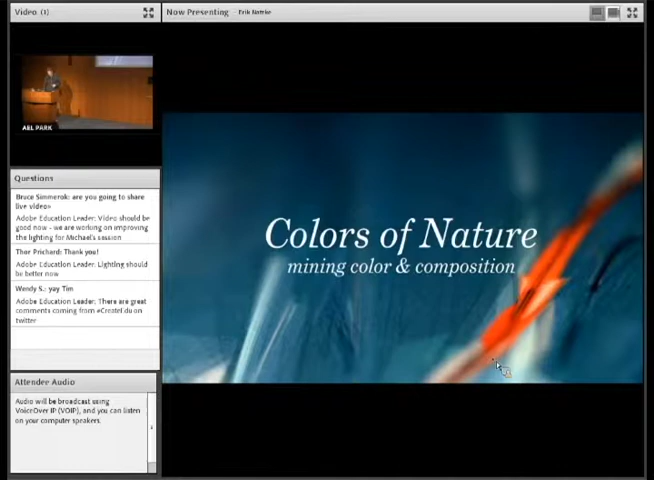 Video (1)
Now Presenting - Erik Natzke
AEL PARK
Questions
Bruce Simmerok: are you going to share
live video»
Adobe Education Leader: Video should be
good now - we are working on improving
the lighting for Michael's session
Thor Prichard: Thank you!
Adobe Education Leader: Lighting should
be better now
Wendy S.: yay Tim
Adobe Education Leader: There are great
comments coming from #CreateEdu on
twitter
Colors of Nature
mining color & composition
Attendee Audio
Audio will be broadcast using
VoiceOver IP (VOIP), and you can listen
on your computer speakers.